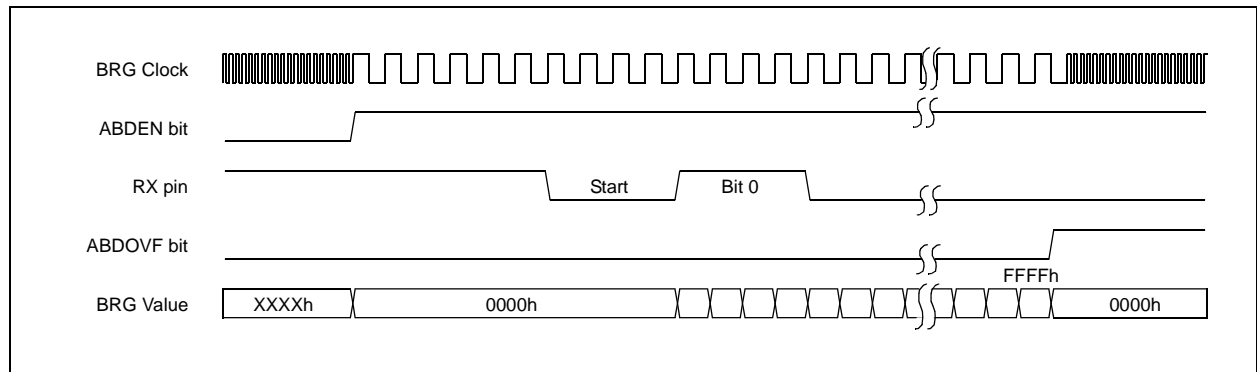 BRG Clock
ABDEN bit
RX pin
Start
Bit 0
ABDOVF bit
FFFFh
BRG Value
XXXXh
0000h
0000h